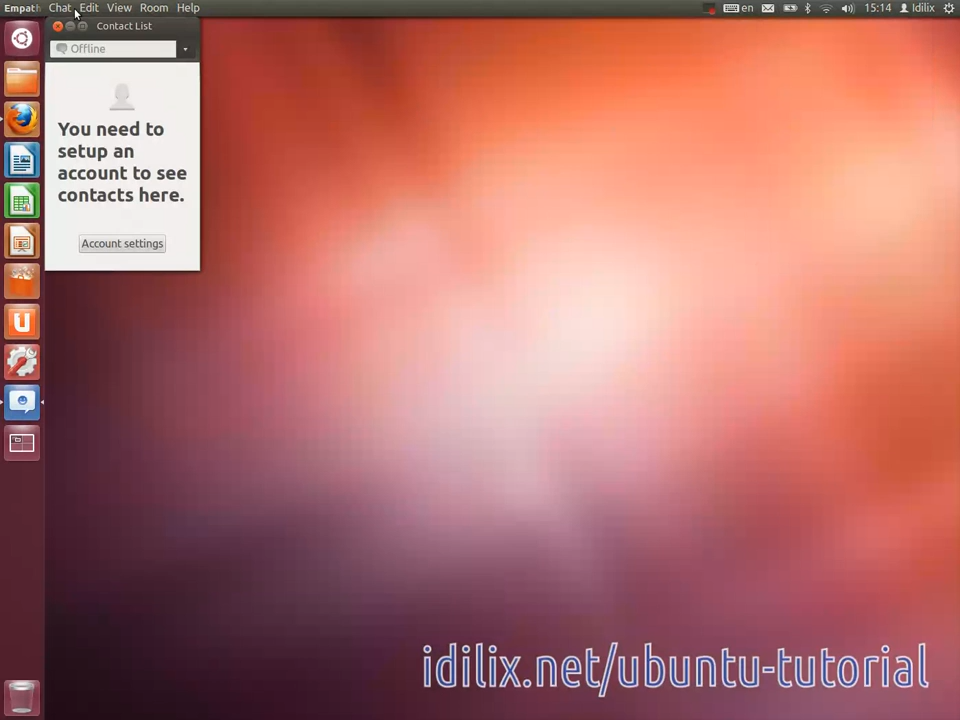 Empath Chat Edit View Room Help en 15:14 Idilix
Contact List
Offline
You need to
setup an
account to see
contacts here.
Account settings
idilix.net/ubuntu-tutorial